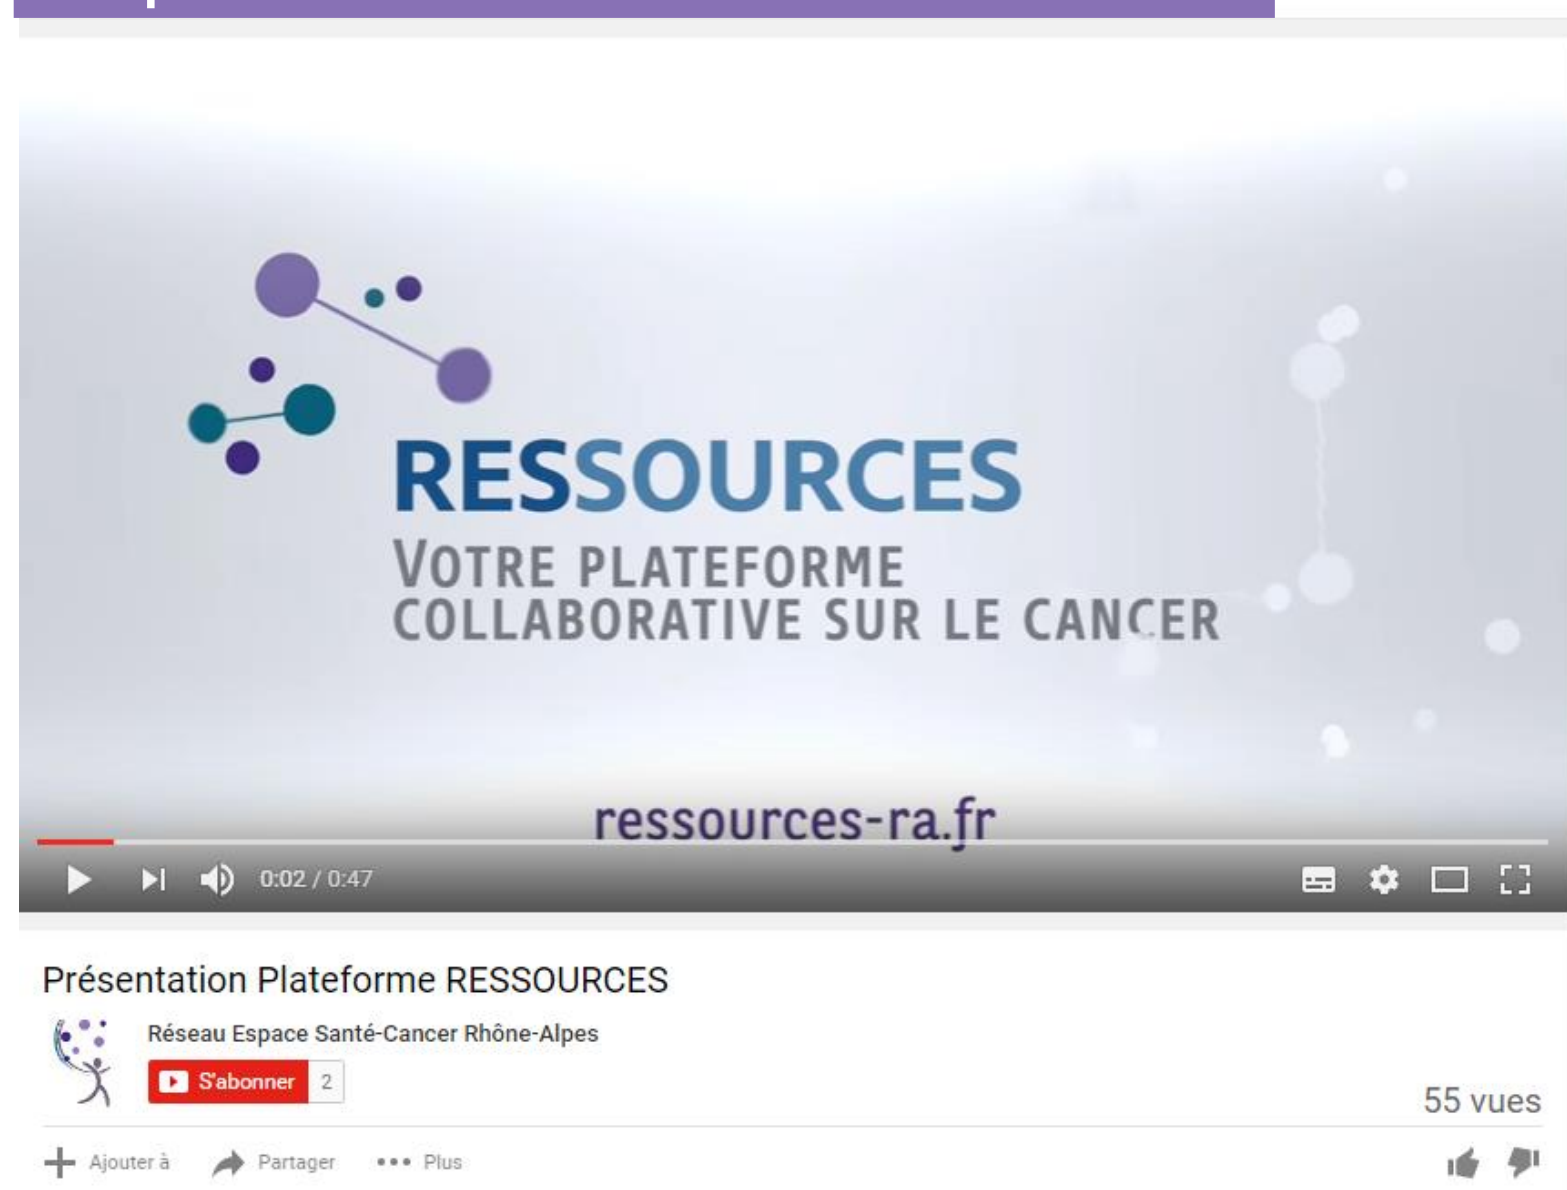 RESSOURCES
VOTRE PLATEFORME
COLLABORATIVE SUR LE CANCER
ressources-ra.fr
0:02 / 0:47
Présentation Plateforme RESSOURCES
Réseau Espace Santé-Cancer Rhône-Alpes
S'abonner 2
55 vues
Ajouter à Partager Plus